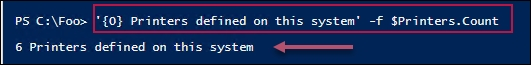 PS C:\Foo> '{0} Printers defined on this system' -f $Printers.Count
6 Printers defined on this system